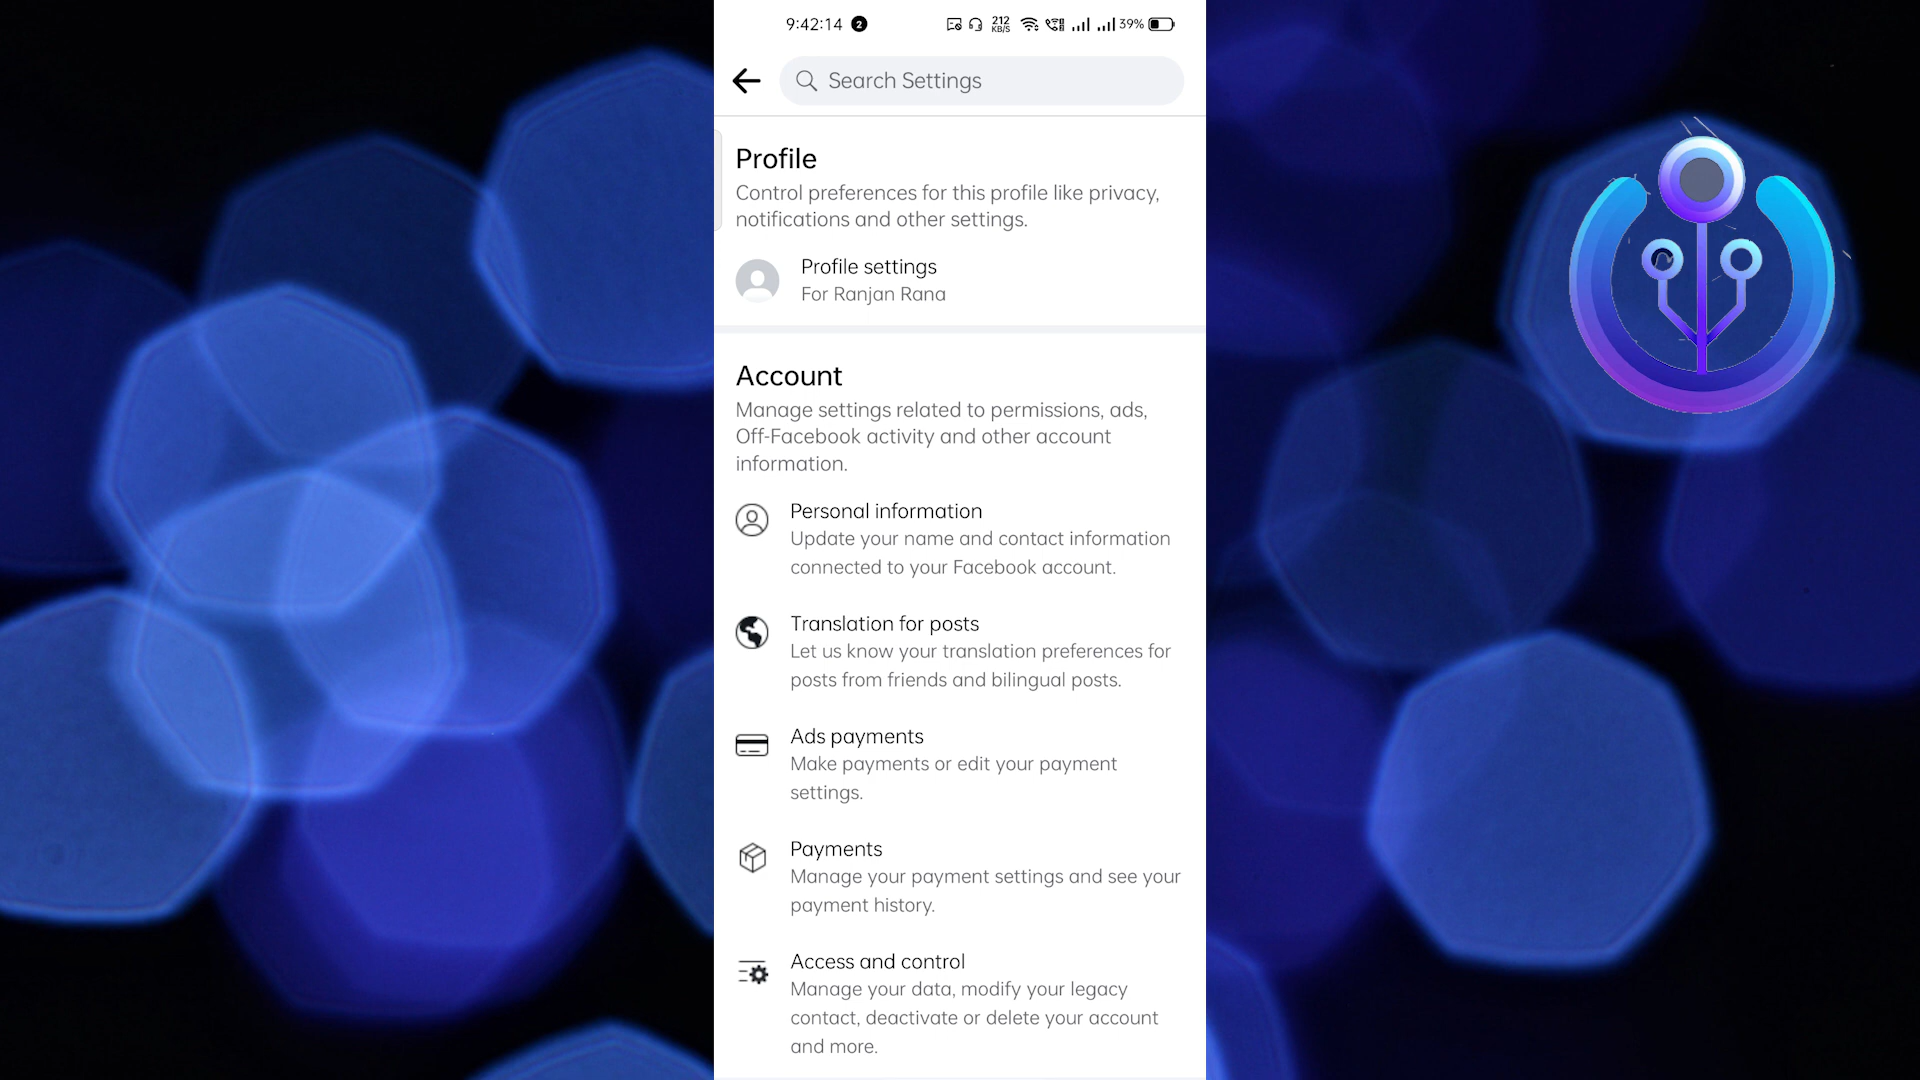 9:42:14 2 212 KB/S 39%
Search Settings
Profile
Control preferences for this profile like privacy,
notifications and other settings.
Profile settings
For Ranjan Rana
Account
Manage settings related to permissions, ads,
Off-Facebook activity and other account
information.
Personal information
Update your name and contact information
connected to your Facebook account.
Translation for posts
Let us know your translation preferences for
posts from friends and bilingual posts.
Ads payments
Make payments or edit your payment
settings.
Payments
Manage your payment settings and see your
payment history.
Access and control
Manage your data, modify your legacy
contact, deactivate or delete your account
and more.